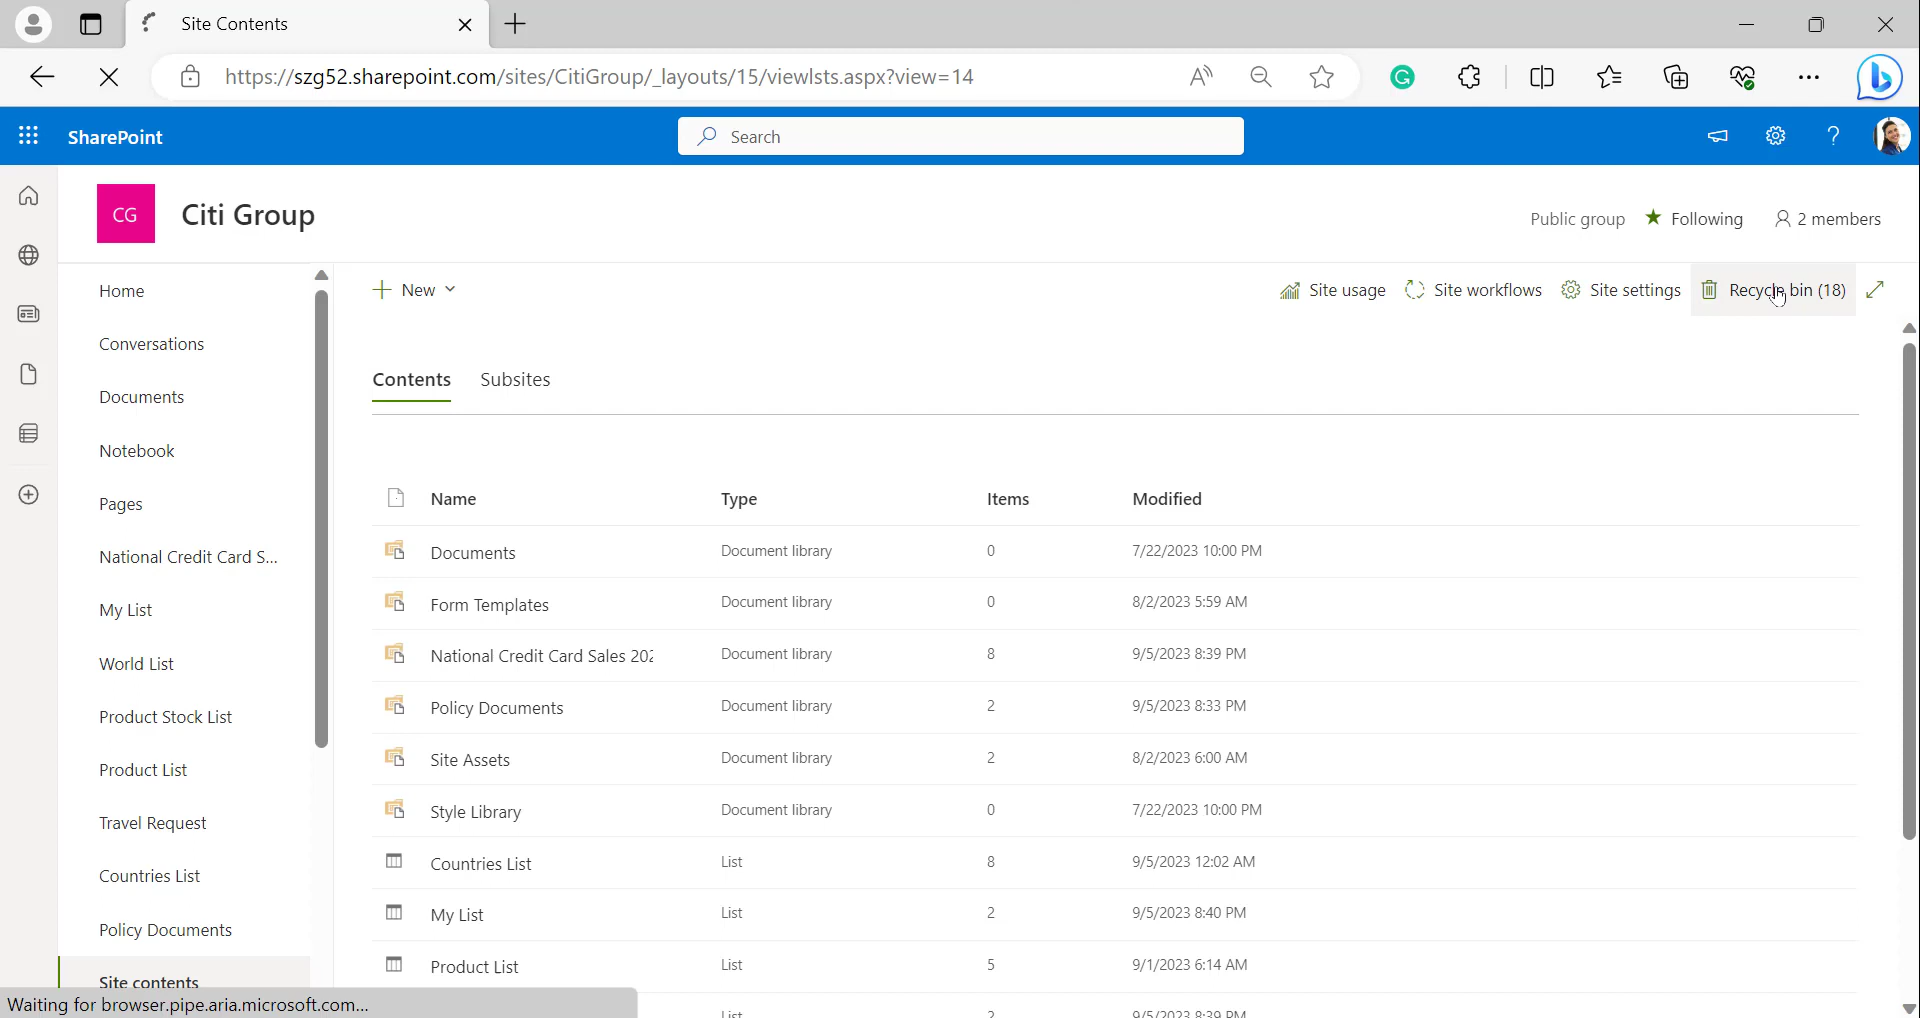 Site Contents
https://szg52.sharepoint.com/sites/CitiGroup/_layouts/15/viewlsts.aspx?view=14
SharePoint
Search
CG
Citi Group
Public group
Following
2 members
Home
Conversations
Documents
Notebook
Pages
National Credit Card S...
My List
World List
Product Stock List
Product List
Travel Request
Countries List
Policy Documents
Site contents
New
Site usage
Site workflows
Site settings
Recycle bin (18)
Contents
Subsites
Name Type Items Modified
Documents Document library 0 7/22/2023 10:00 PM
Form Templates Document library 0 8/2/2023 5:59 AM
National Credit Card Sales 202 Document library 8 9/5/2023 8:39 PM
Policy Documents Document library 2 9/5/2023 8:33 PM
Site Assets Document library 2 8/2/2023 6:00 AM
Style Library Document library 0 7/22/2023 10:00 PM
Countries List List 8 9/5/2023 12:02 AM
My List List 2 9/5/2023 8:40 PM
Product List List 5 9/1/2023 6:14 AM
List 2 9/5/2023 8:39 PM
Waiting for browser.pipe.aria.microsoft.com...